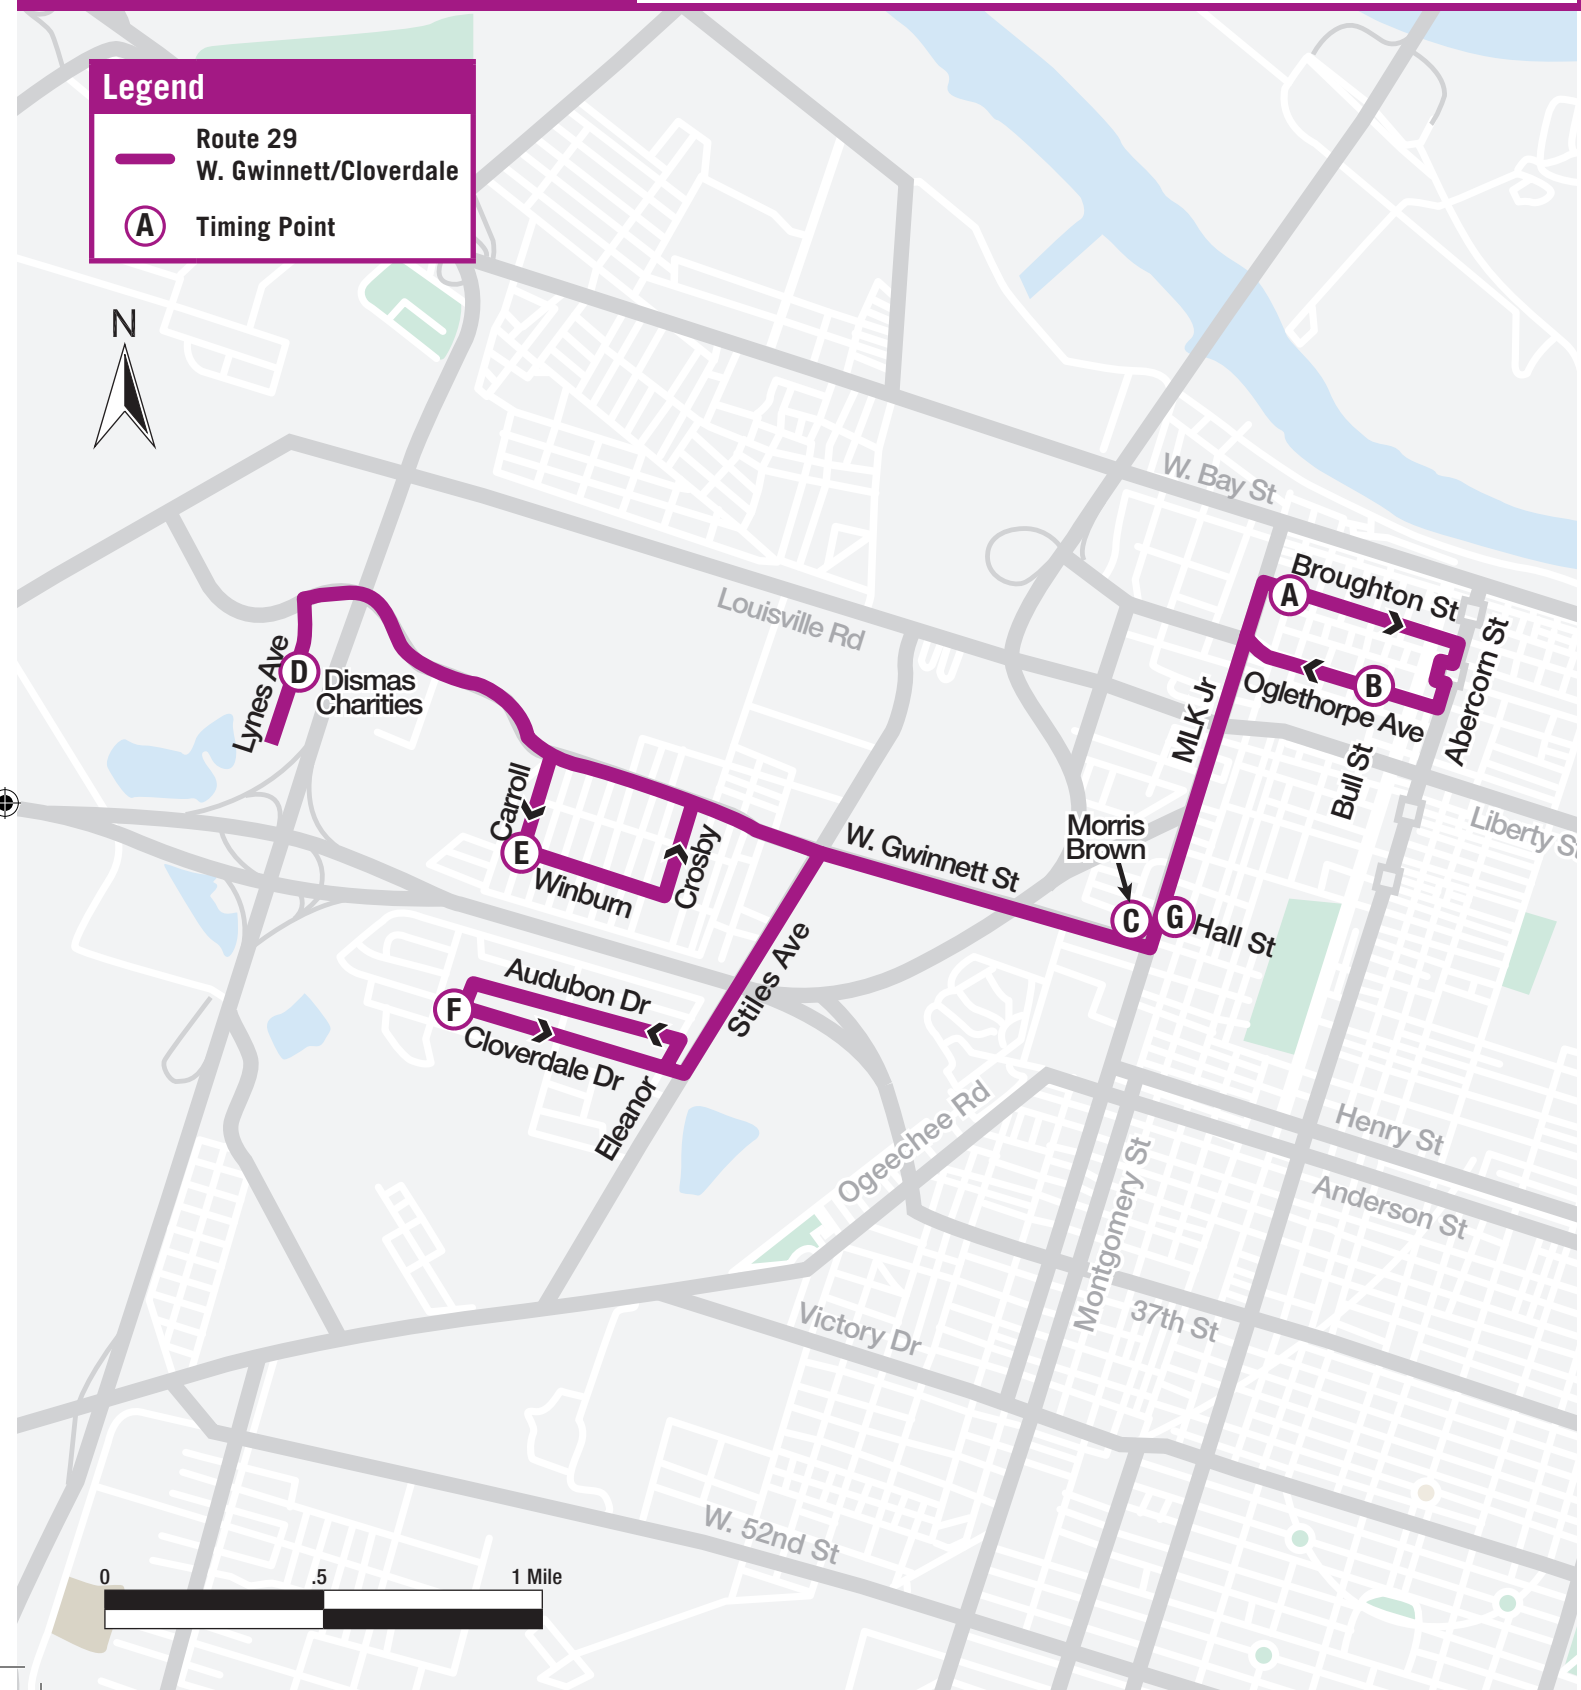 Legend
Route 29
W. Gwinnett/Cloverdale
A
Timing Point
N
W. Bay St
Broughton St
A
Louisville Rd
Lynes Ave
D
Dismas
Charities
B
Oglethorpe Ave
Abercorn St
MLK Jr
Bull St
Liberty St
Carroll
E
Winburn
Crosby
W. Gwinnett St
Morris
Brown
C
G
Hall St
Stiles Ave
Audubon Dr
F
Cloverdale Dr
Eleanor
Ogeechee Rd
Henry St
Anderson St
Montgomery St
37th St
Victory Dr
W. 52nd St
0 .5 1 Mile